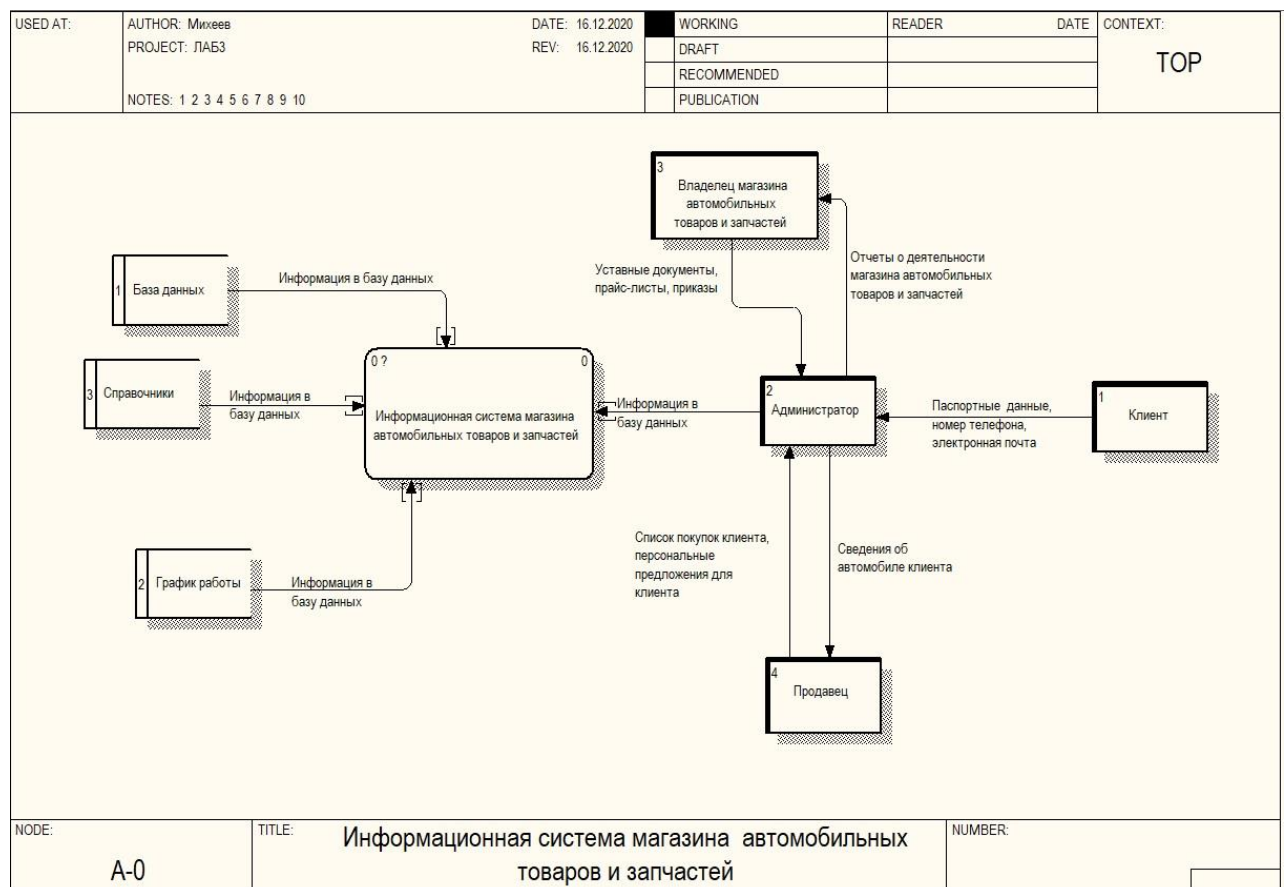 USED AT:
AUTHOR: Михеев
DATE: 16.12.2020
PROJECT: ЛАБ3
REV: 16.12.2020
NOTES: 1 2 3 4 5 6 7 8 9 10
WORKING
DRAFT
RECOMMENDED
PUBLICATION
READER
DATE
CONTEXT:
TOP
3
Владелец магазина
автомобильных
товаров и запчастей
Уставные документы,
прайс-листы, приказы
Отчеты о деятельности
магазина автомобильных
товаров и запчастей
1
База данных
Информация в базу данных
3
Справочники
Информация в
базу данных
0 ?
0
Информационная система магазина
автомобильных товаров и запчастей
Информация в
базу данных
2
Администратор
Паспортные данные,
номер телефона,
электронная почта
1
Клиент
2
График работы
Информация в
базу данных
Список покупок клиента,
персональные
предложения для
клиента
Сведения об
автомобиле клиента
4
Продавец
NODE:
A-0
TITLE:
Информационная система магазина автомобильных
товаров и запчастей
NUMBER: